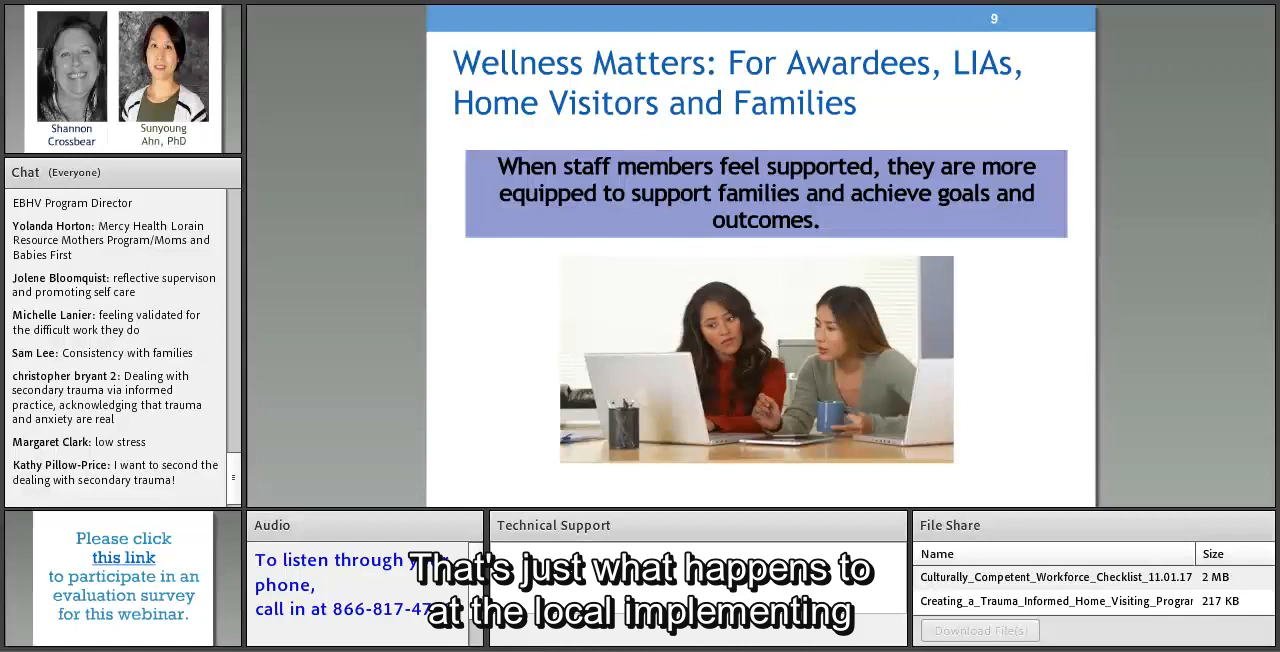 Shannon
Crossbear
Sunyoung
Ahn, PhD
Chat (Everyone)
EBHV Program Director
Yolanda Horton: Mercy Health Lorain
Resource Mothers Program/Moms and
Babies First
Jolene Bloomquist: reflective supervison
and promoting self care
Michelle Lanier: feeling validated for
the difficult work they do
Sam Lee: Consistency with families
christopher bryant 2: Dealing with
secondary trauma via informed
practice, acknowledging that trauma
and anxiety are real
Margaret Clark: low stress
Kathy Pillow-Price: I want to second the
dealing with secondary trauma!
Please click
this link
to participate in an
evaluation survey
for this webinar.
9
Wellness Matters: For Awardees, LIAs,
Home Visitors and Families
When staff members feel supported, they are more
equipped to support families and achieve goals and
outcomes.
Audio
To listen through
phone,
call in at 866-817-47
Technical Support
That's just what happens to
at the local implementing
File Share
Name Size
Culturally_Competent_Workforce_Checklist_11.01.17 2 MB
Creating_a_Trauma_Informed_Home_Visiting_Prograr 217 KB
Download File(s)